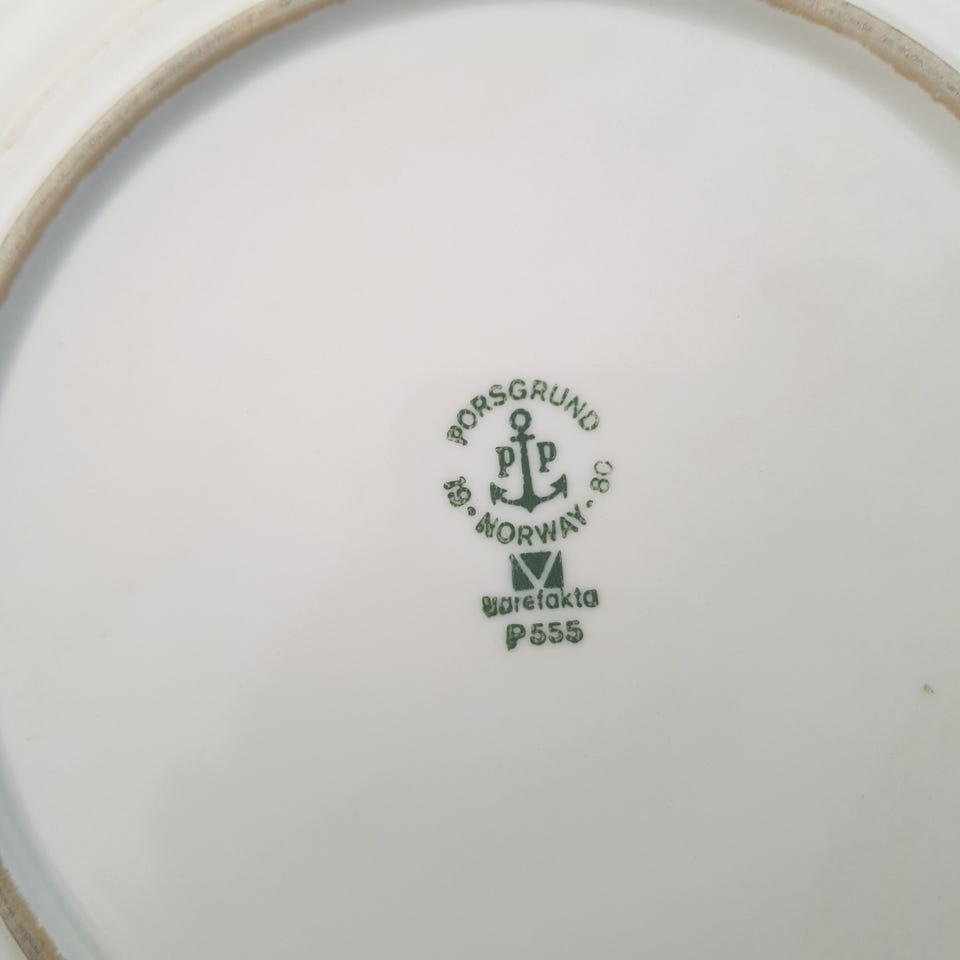 PORSGRUND
P P
19 · NORWAY · 80
Varefakta
P555